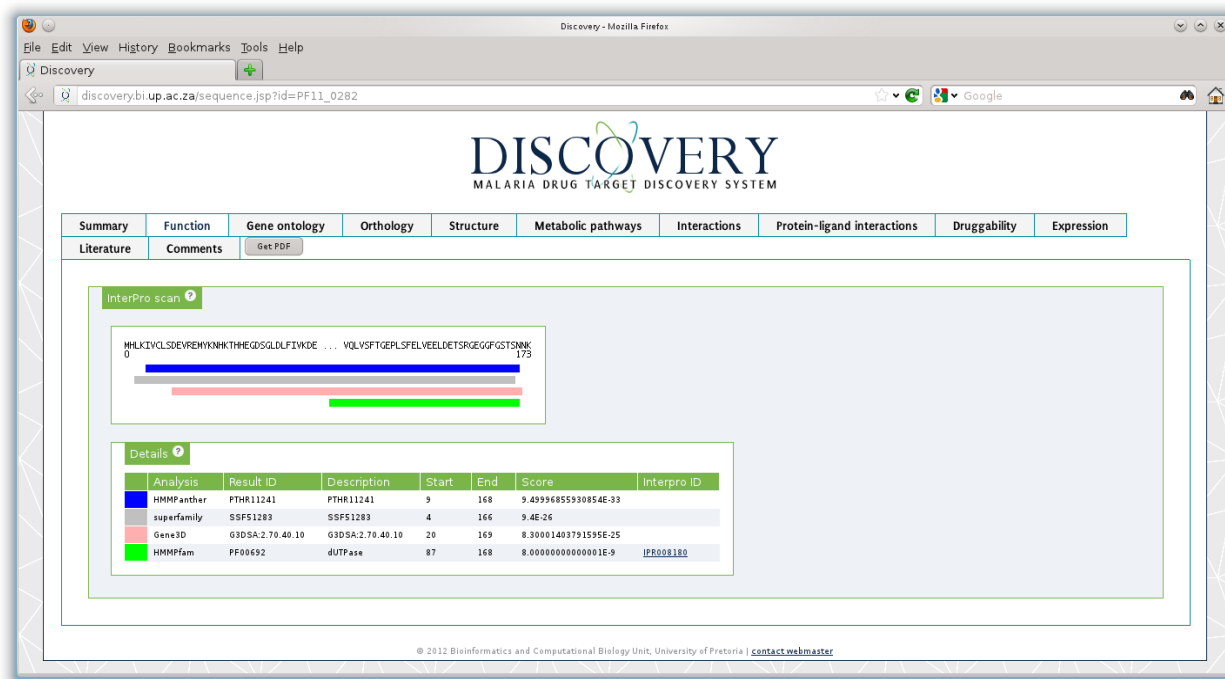 Discovery - Mozilla Firefox
File Edit View History Bookmarks Tools Help
Discovery
discovery.bi.up.ac.za/sequence.jsp?id=PF11_0282 Google
DISCOVERY
MALARIA DRUG TARGET DISCOVERY SYSTEM
Summary Function Gene ontology Orthology Structure Metabolic pathways Interactions Protein-ligand interactions Druggability Expression
Literature Comments Get PDF
InterPro scan ?
MHLKIVCLSDEVREMYKNHKTHHEGDSGLDLFIVKDE ... VQLVSFTGEPLSFELVEELDETSRGEGGFGSTSNNK
0 173
Details ?
Analysis Result ID Description Start End Score Interpro ID
HMMPanther PTHR11241 PTHR11241 9 168 9.49996855930854E-33
superfamily SSF51283 SSF51283 4 166 9.4E-26
Gene3D G3DSA:2.70.40.10 G3DSA:2.70.40.10 20 169 8.30001403791595E-25
HMMPfam PF00692 dUTPase 87 168 8.00000000000001E-9 IPR008180
© 2012 Bioinformatics and Computational Biology Unit, University of Pretoria | contact webmaster